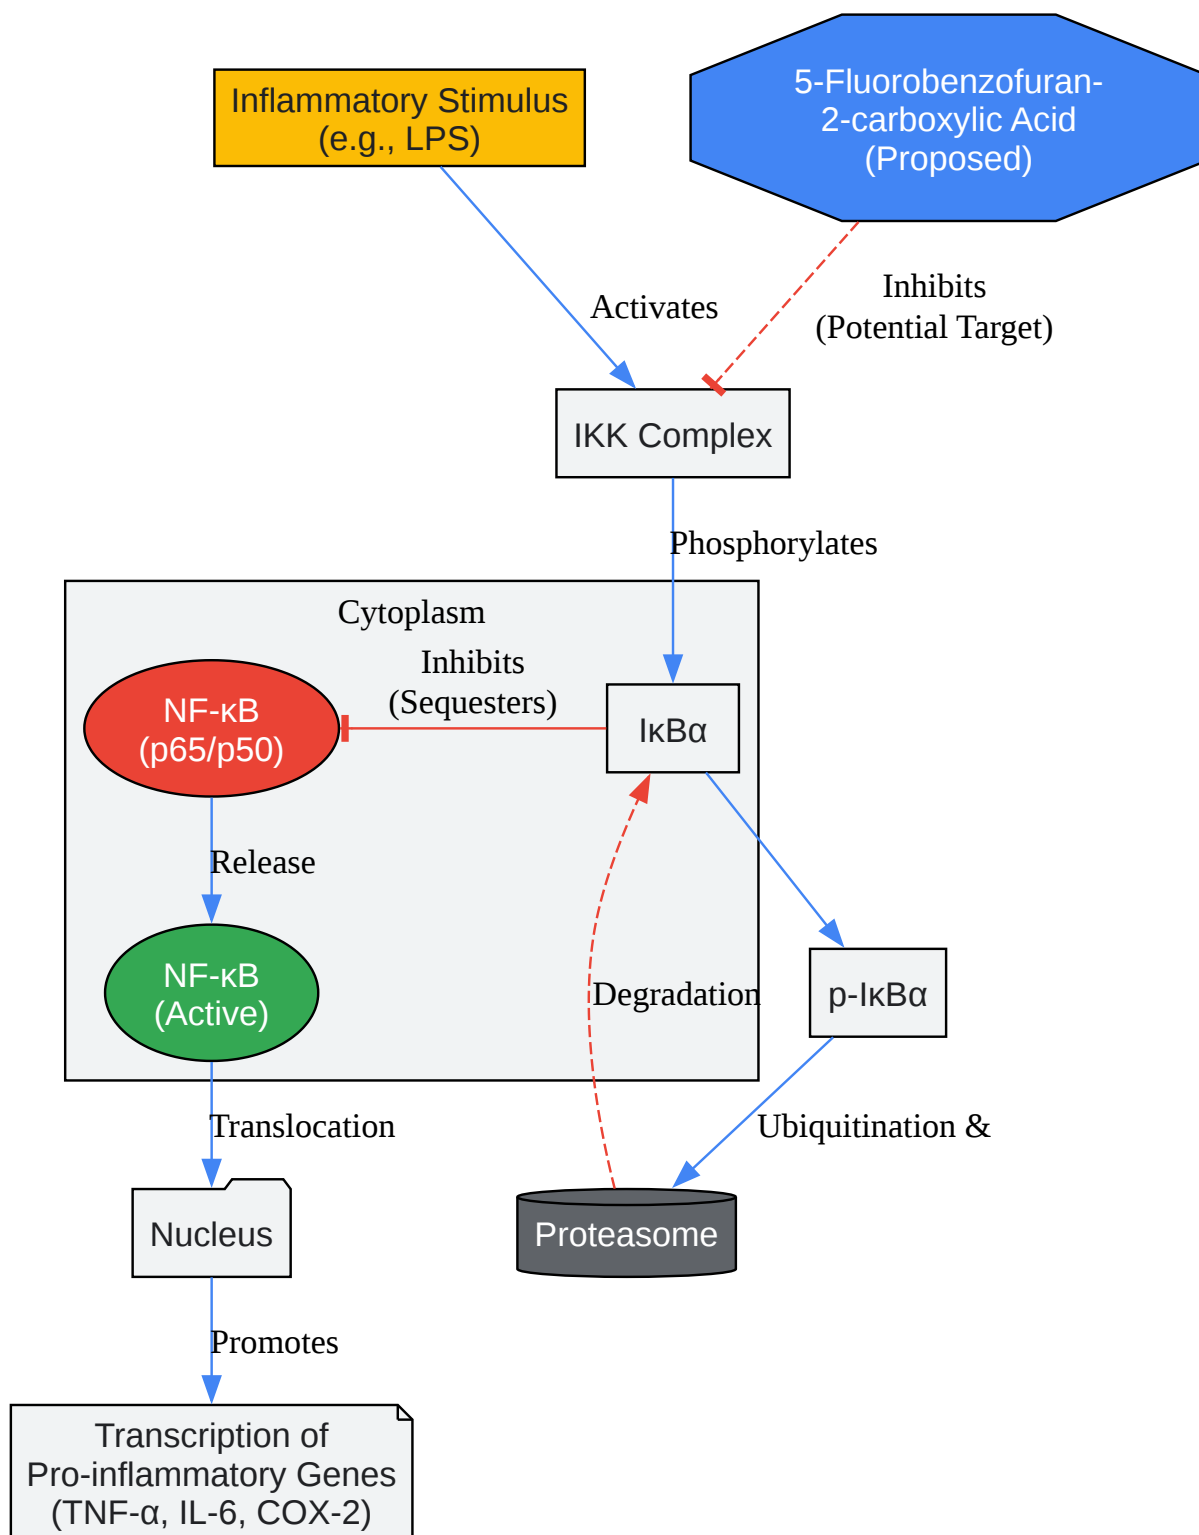 Inflammatory Stimulus
(e.g., LPS)
5-Fluorobenzofuran-
2-carboxylic Acid
(Proposed)
Activates
Inhibits
(Potential Target)
IKK Complex
Phosphorylates
Cytoplasm
Inhibits
(Sequesters)
NF-κB
(p65/p50)
IκBα
Release
NF-κB
(Active)
Degradation
p-IκBα
Translocation
Ubiquitination &
Nucleus
Proteasome
Promotes
Transcription of
Pro-inflammatory Genes
(TNF-α, IL-6, COX-2)